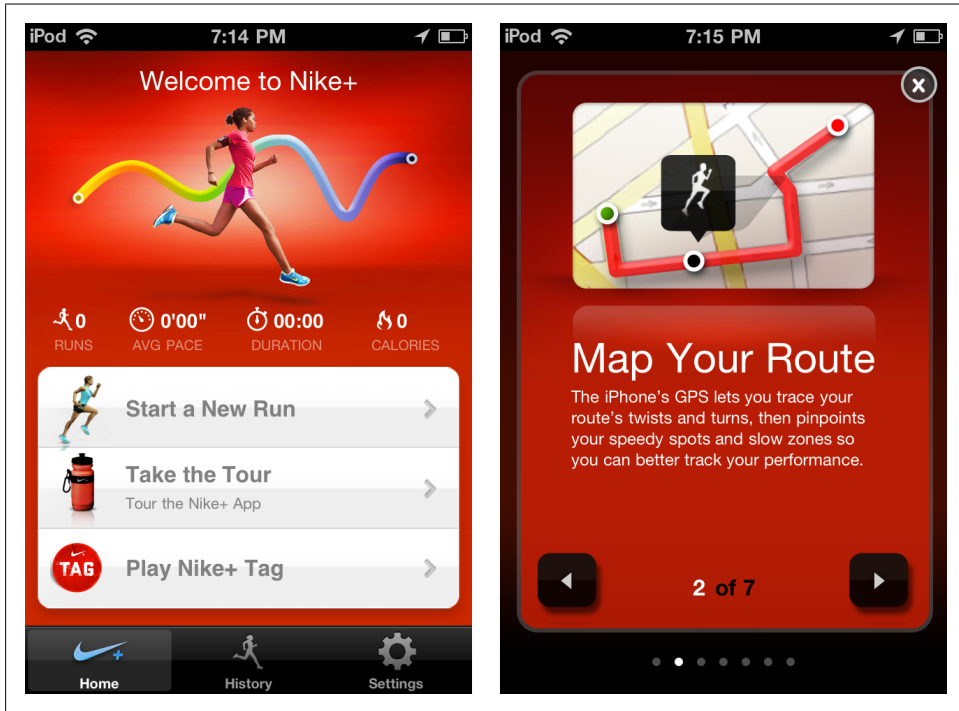 iPod 7:14 PM
Welcome to Nike+
0 0'00" 00:00 0
RUNS AVG PACE DURATION CALORIES
Start a New Run
Take the Tour
Tour the Nike+ App
TAG
Play Nike+ Tag
Home History Settings
iPod 7:15 PM
x
Map Your Route
The iPhone's GPS lets you trace your
route's twists and turns, then pinpoints
your speedy spots and slow zones so
you can better track your performance.
2 of 7